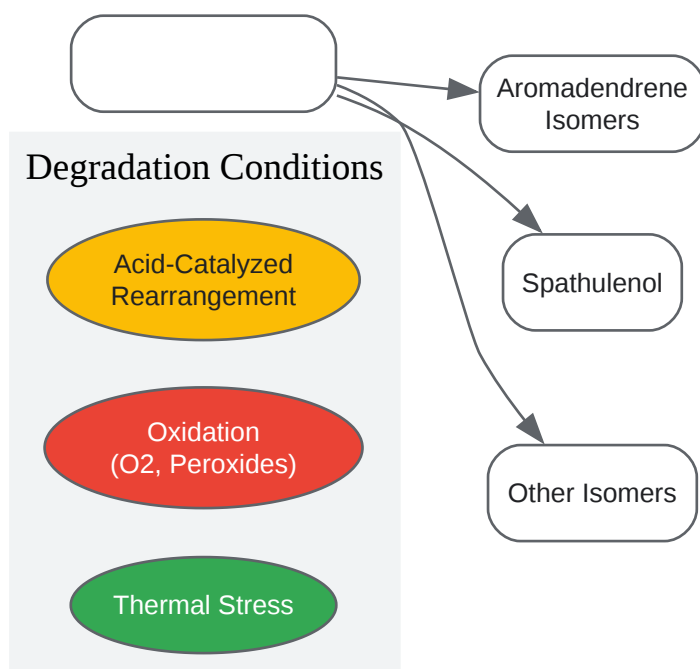 Aromadendrene
Isomers
Degradation Conditions
Acid-Catalyzed
Rearrangement
Spathulenol
Oxidation
(O2, Peroxides)
Other Isomers
Thermal Stress